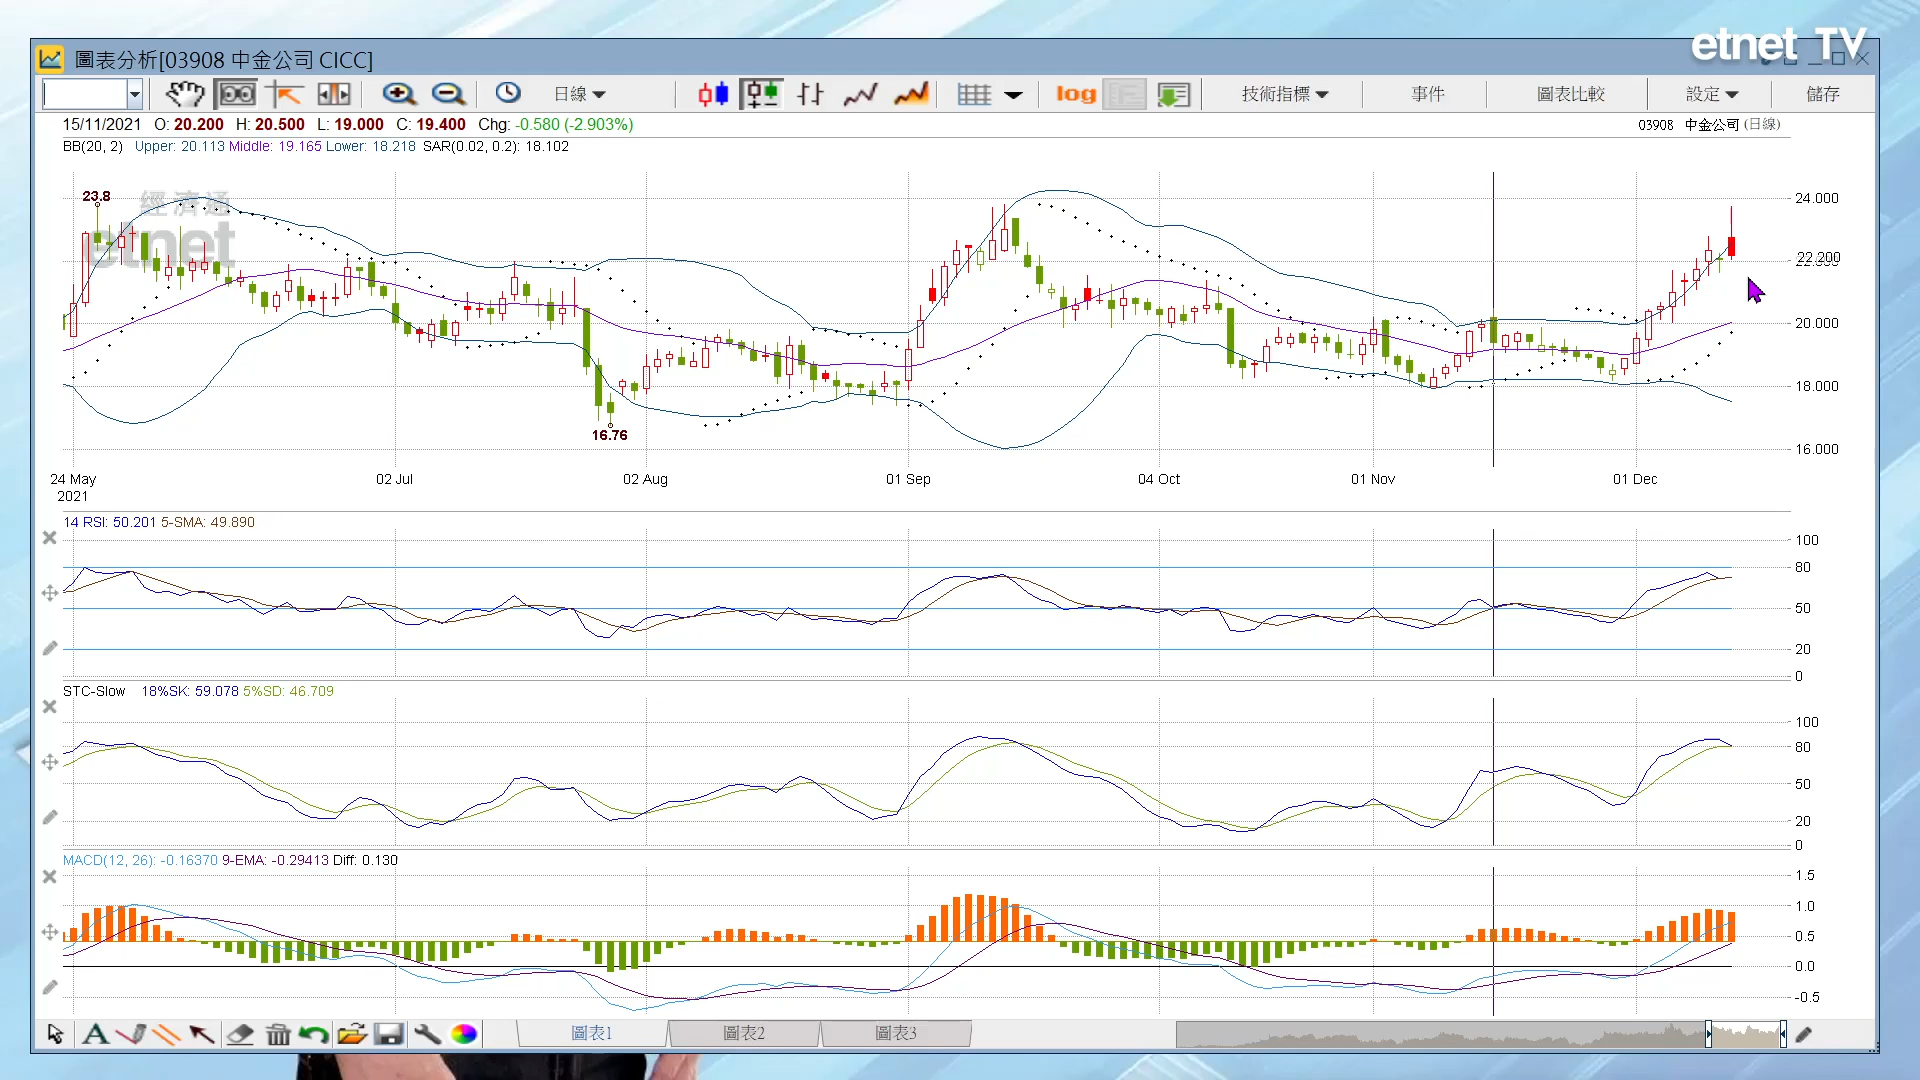 etnet TV
圖表分析[03908 中金公司 CICC]
日線
log
技術指標
事件
圖表比較
設定
儲存
15/11/2021 O: 20.200 H: 20.500 L: 19.000 C: 19.400 Chg: -0.580 (-2.903%)
03908 中金公司 (日線)
BB(20, 2) Upper: 20.113 Middle: 19.165 Lower: 18.218 SAR(0.02, 0.2): 18.102
23.8
經濟通
etnet
24.000
22.200
20.000
18.000
16.000
16.76
24 May
2021
02 Jul
02 Aug
01 Sep
04 Oct
01 Nov
01 Dec
14 RSI: 50.201 5-SMA: 49.890
100
80
50
20
0
STC-Slow 18%SK: 59.078 5%SD: 46.709
100
80
50
20
0
MACD(12, 26): -0.16370 9-EMA: -0.29413 Diff: 0.130
1.5
1.0
0.5
0.0
-0.5
A
圖表1
圖表2
圖表3